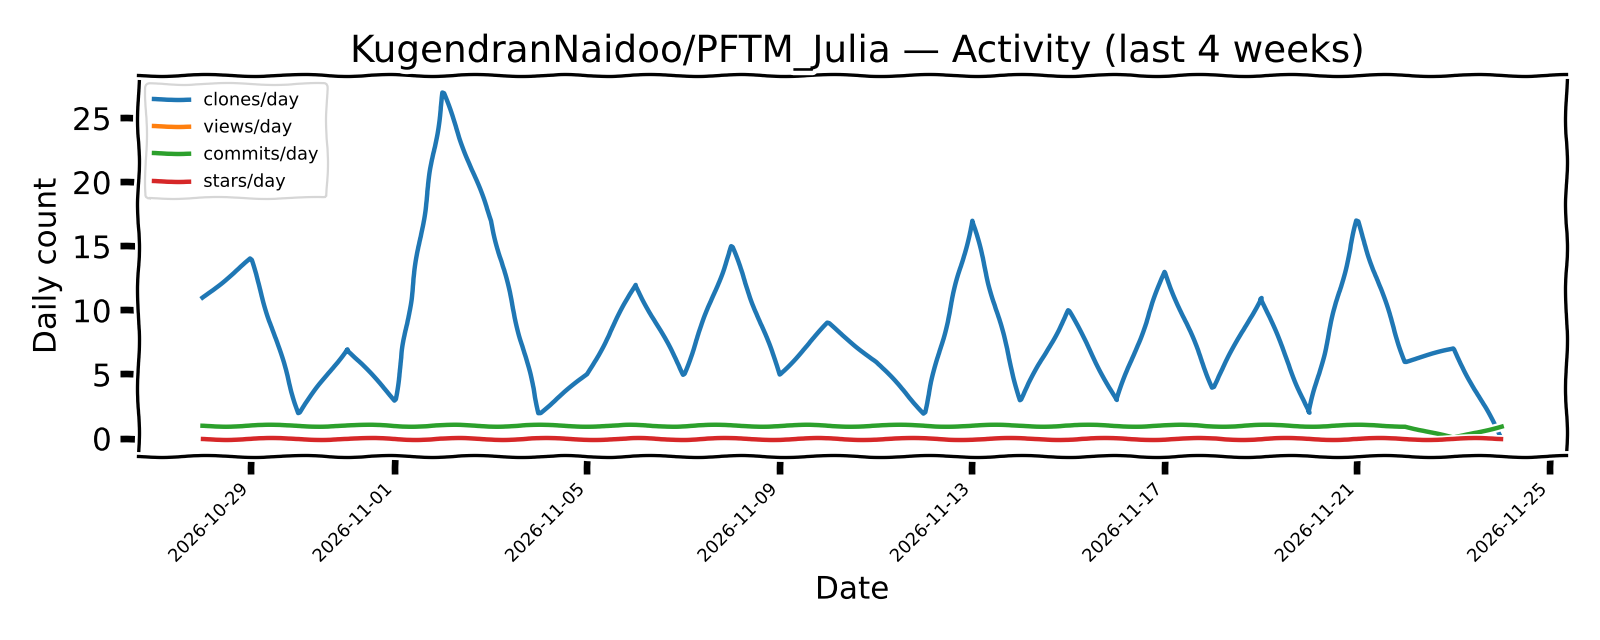 KugendranNaidoo/PFTM_Julia — Activity (last 4 weeks)
clones/day
views/day
commits/day
stars/day
Daily count
25
20
15
10
5
0
2026-10-29
2026-11-01
2026-11-05
2026-11-09
2026-11-13
2026-11-17
2026-11-21
2026-11-25
Date